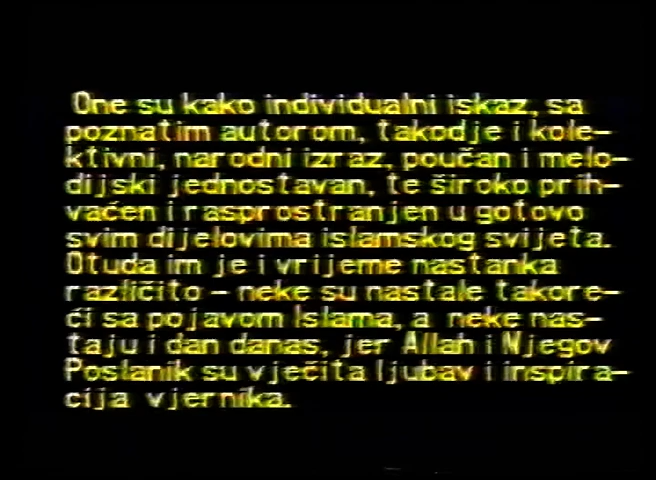 One su kako individualni iskaz, sa
poznatim autorom, takodje i kole-
ktivni, narodni izraz, poučan i melo-
dijski jednostavan, te široko prih-
vaćen i rasprostranjen u gotovo
svim dijelovima islamskog svijeta.
Otuda im je i vrijeme nastanka
različito - neke su nastale takore-
ći sa pojavom Islama, a neke nas-
taju i dan danas, jer Allah i Njegov
Poslanik su vječita ljubav i inspira-
cija vjernika.